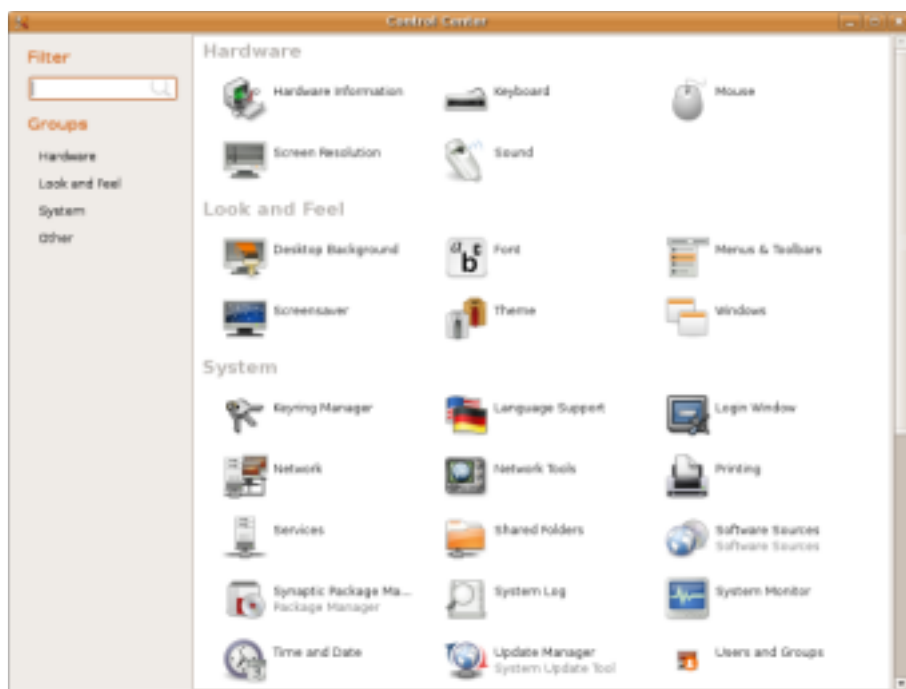 Control Center
Filter
Groups
Hardware
Look and Feel
System
Other
Hardware
Hardware Information
Keyboard
Mouse
Screen Resolution
Sound
Look and Feel
Desktop Background
Font
Menus & Toolbars
Screensaver
Theme
Windows
System
Keyring Manager
Language Support
Login Window
Network
Network Tools
Printing
Services
Shared Folders
Software Sources
Software Sources
Synaptic Package Ma...
Package Manager
System Log
System Monitor
Time and Date
Update Manager
System Update Tool
Users and Groups